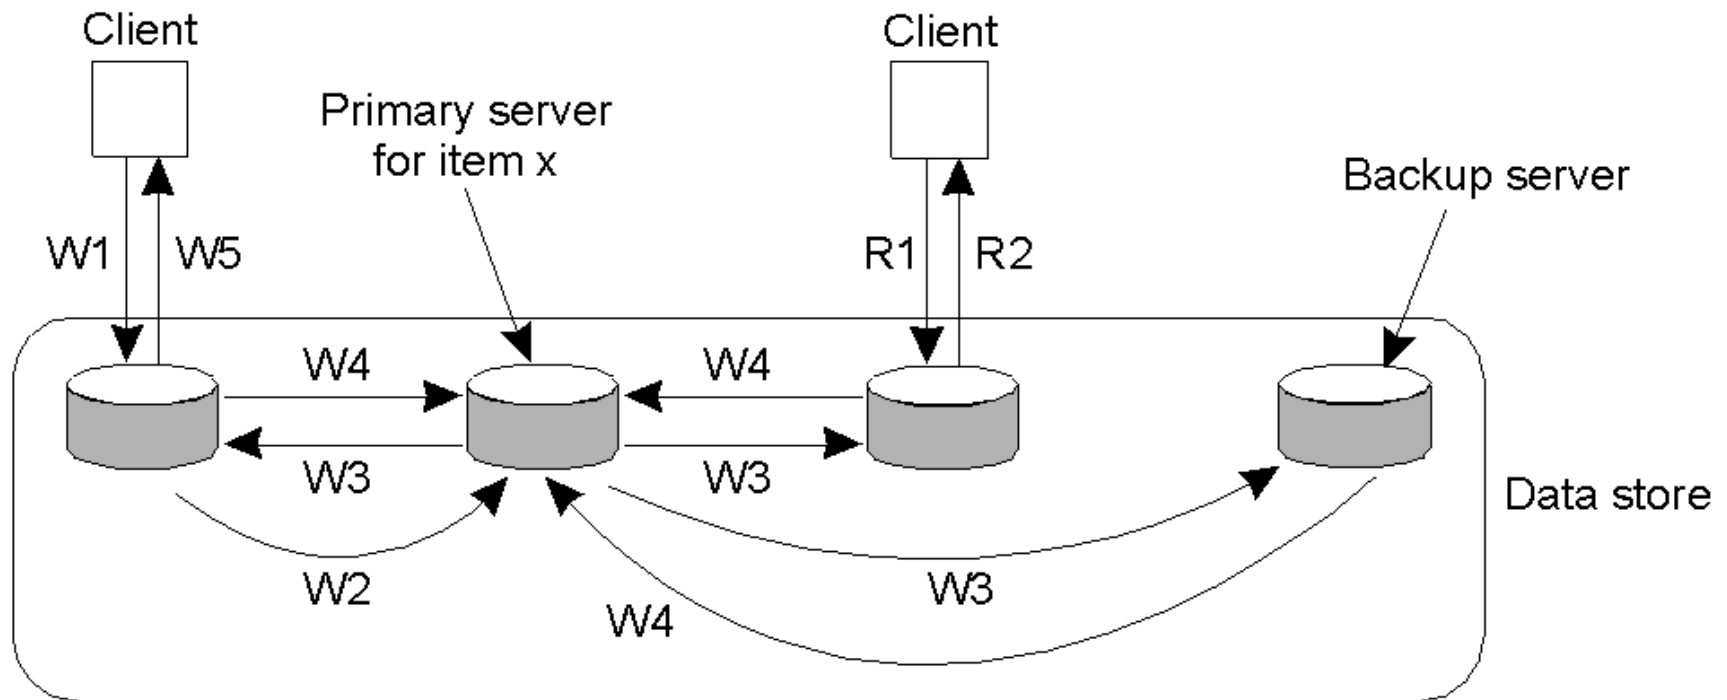 Client
Client
Primary server
for item x
Backup server
W1
W5
R1
R2
W4
W4
W3
W3
Data store
W2
W3
W4